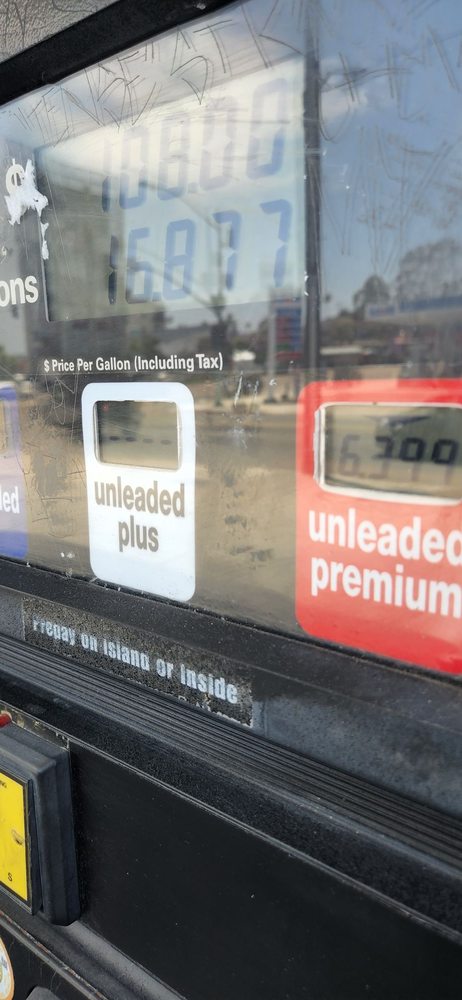 $
108.00
16.877
ons
$ Price Per Gallon (Including Tax)
unleaded
plus
6.399
unleaded
premium
Prepay on island or inside
$